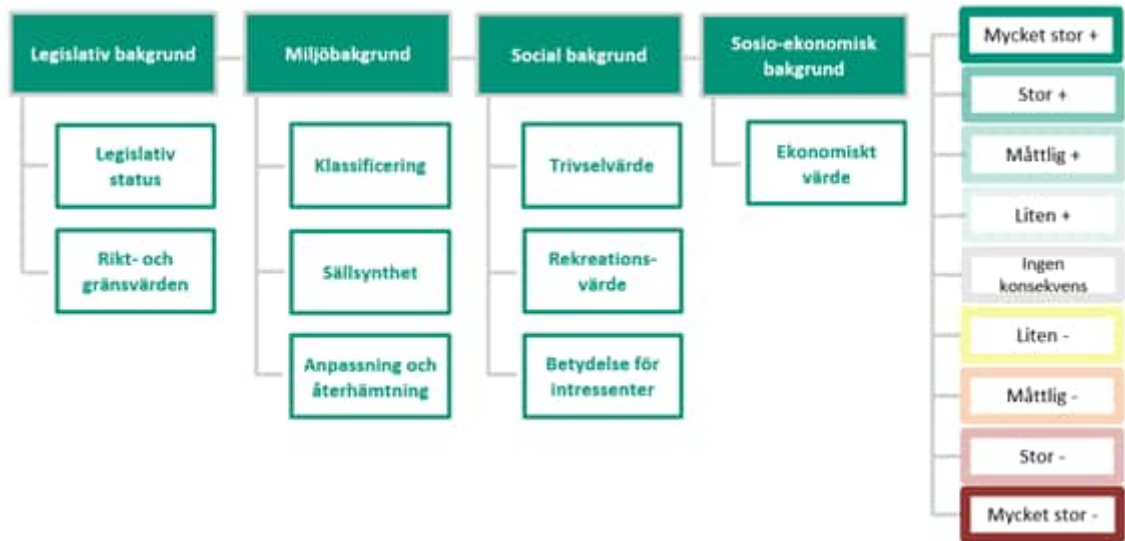 Legislativ bakgrund
Legislativ
status
Rikt- och
gränsvärden
Miljöbakgrund
Klassificering
Sällsynthet
Anpassning och
återhämtning
Social bakgrund
Trivselvärde
Rekreations-
värde
Betydelse för
intressenter
Sosio-ekonomisk
bakgrund
Ekonomiskt
värde
Mycket stor +
Stor +
Måttlig +
Liten +
Ingen
konsekvens
Liten -
Måttlig -
Stor -
Mycket stor -